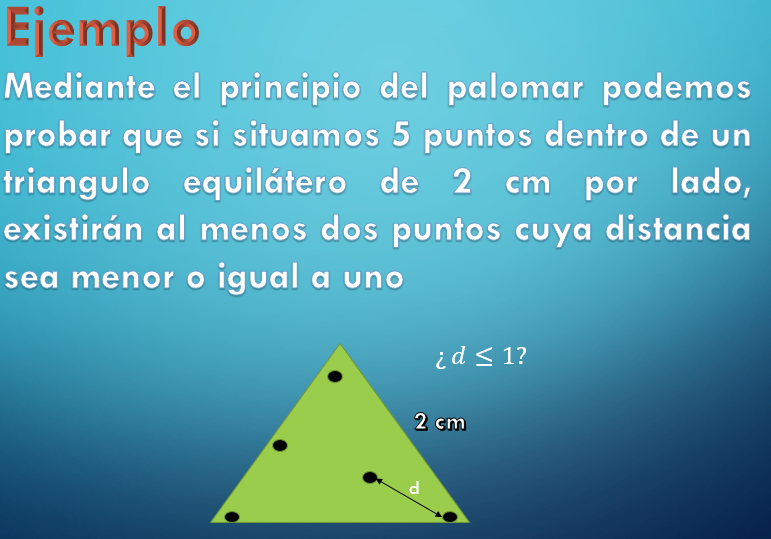 Ejemplo
Mediante el principio del palomar podemos
probar que si situamos 5 puntos dentro de un
triangulo equilátero de 2 cm por lado,
existirán al menos dos puntos cuya distancia
sea menor o igual a uno
¿ d ≤ 1?
2 cm
d